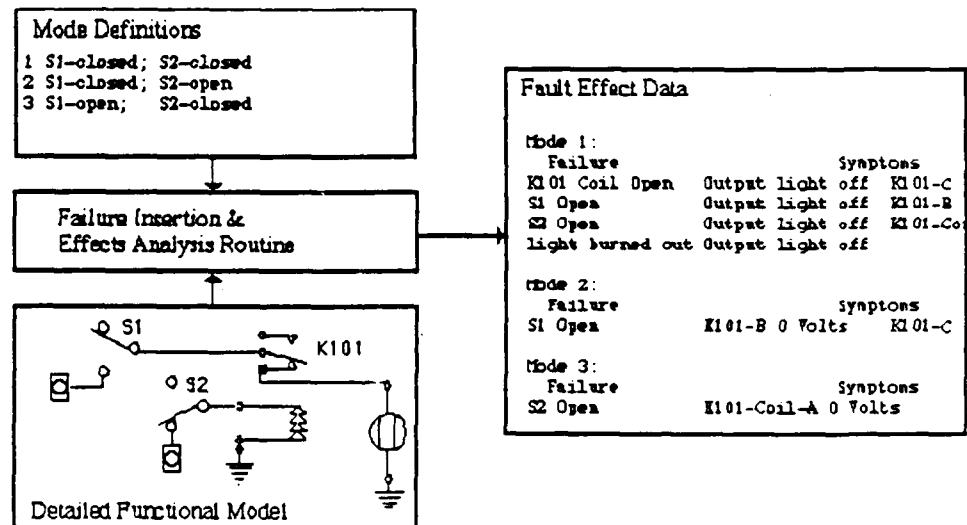 Mode Definitions
1 S1-closed; S2-closed
2 S1-closed; S2-open
3 S1-open; S2-closed
Failure Insertion &
Effects Analysis Routine
S1
K101
S2
Detailed Functional Model
Fault Effect Data
Mode 1:
Failure Symptoms
K101 Coil Open Output light off K101-C
S1 Open Output light off K101-B
S2 Open Output light off K101-Co
light burned out Output light off
Mode 2:
Failure Symptoms
S1 Open K101-B 0 Volts K101-C
Mode 3:
Failure Symptoms
S2 Open K101-Coil-A 0 Volts